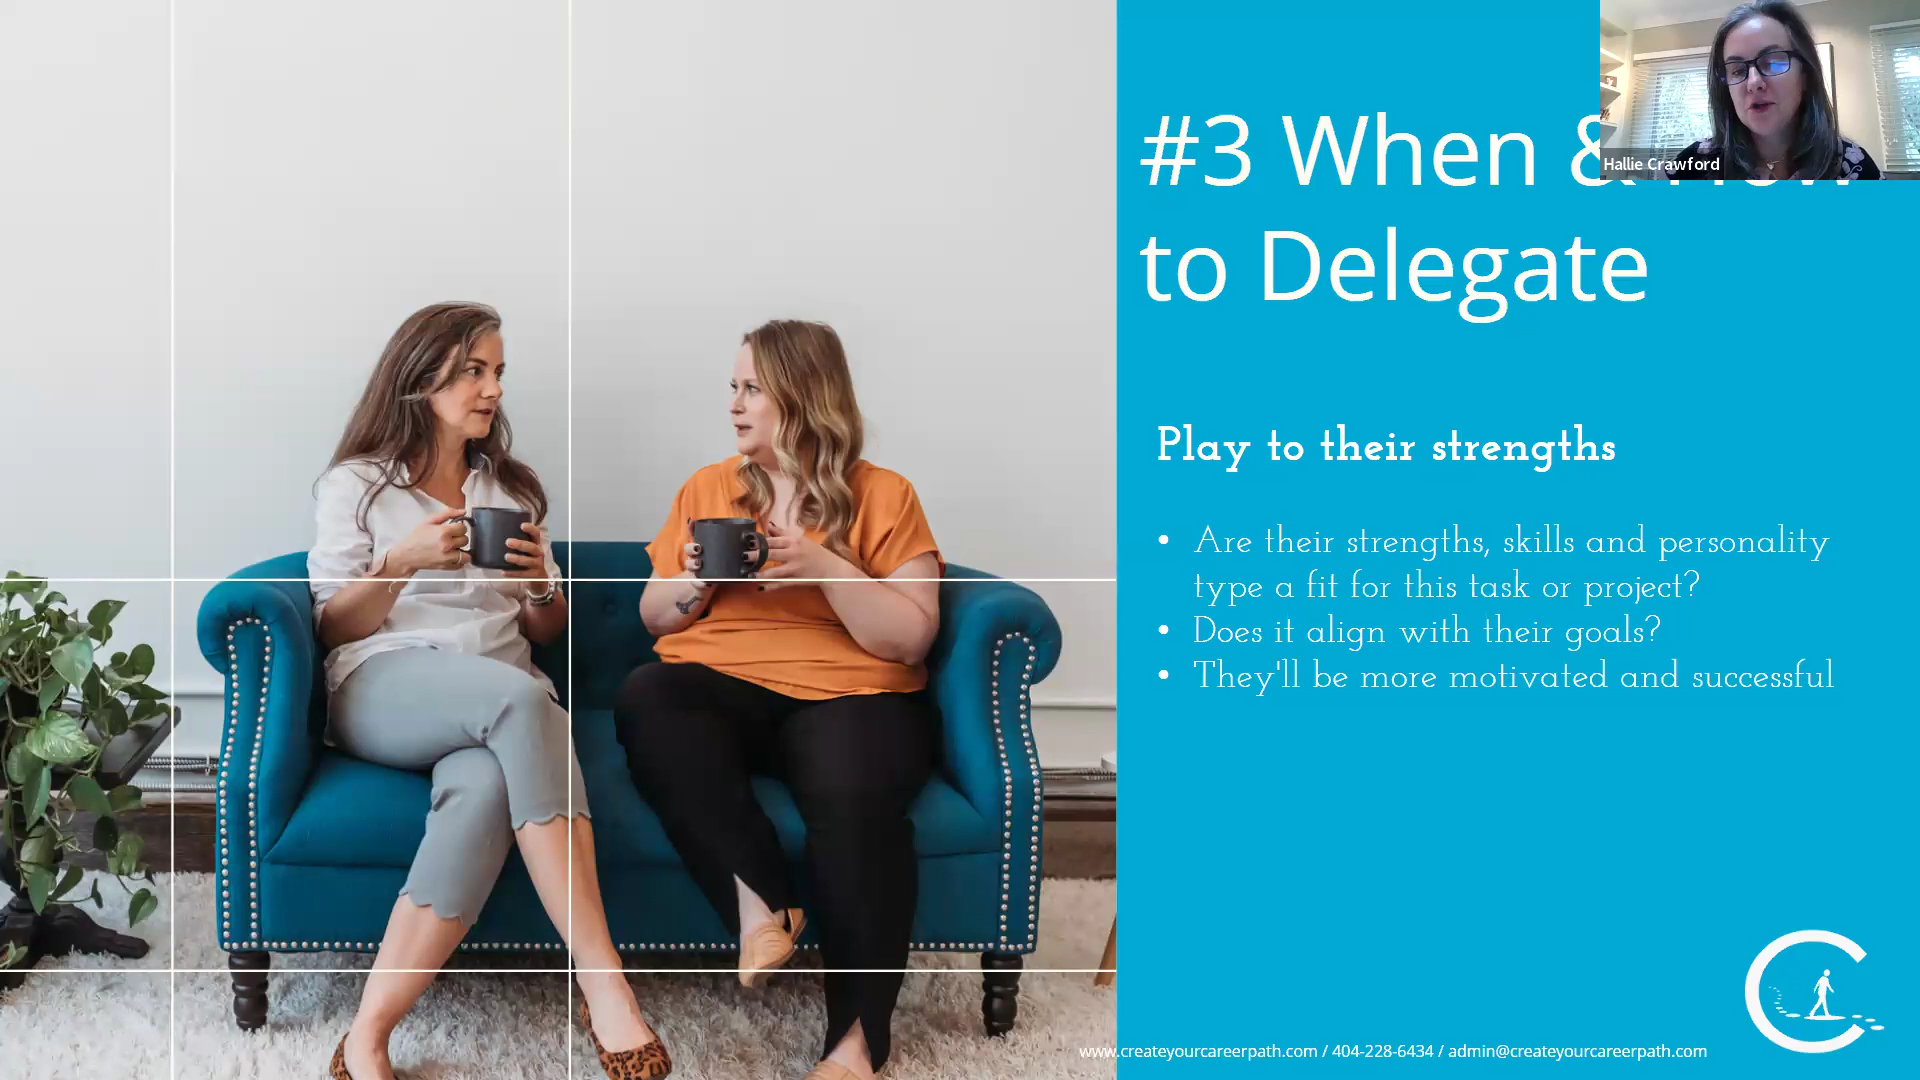 #3 When &
to Delegate
Hallie Crawford
Play to their strengths
• Are their strengths, skills and personality
type a fit for this task or project?
• Does it align with their goals?
• They'll be more motivated and successful
www.createyourcareerpath.com / 404-228-6434 / admin@createyourcareerpath.com